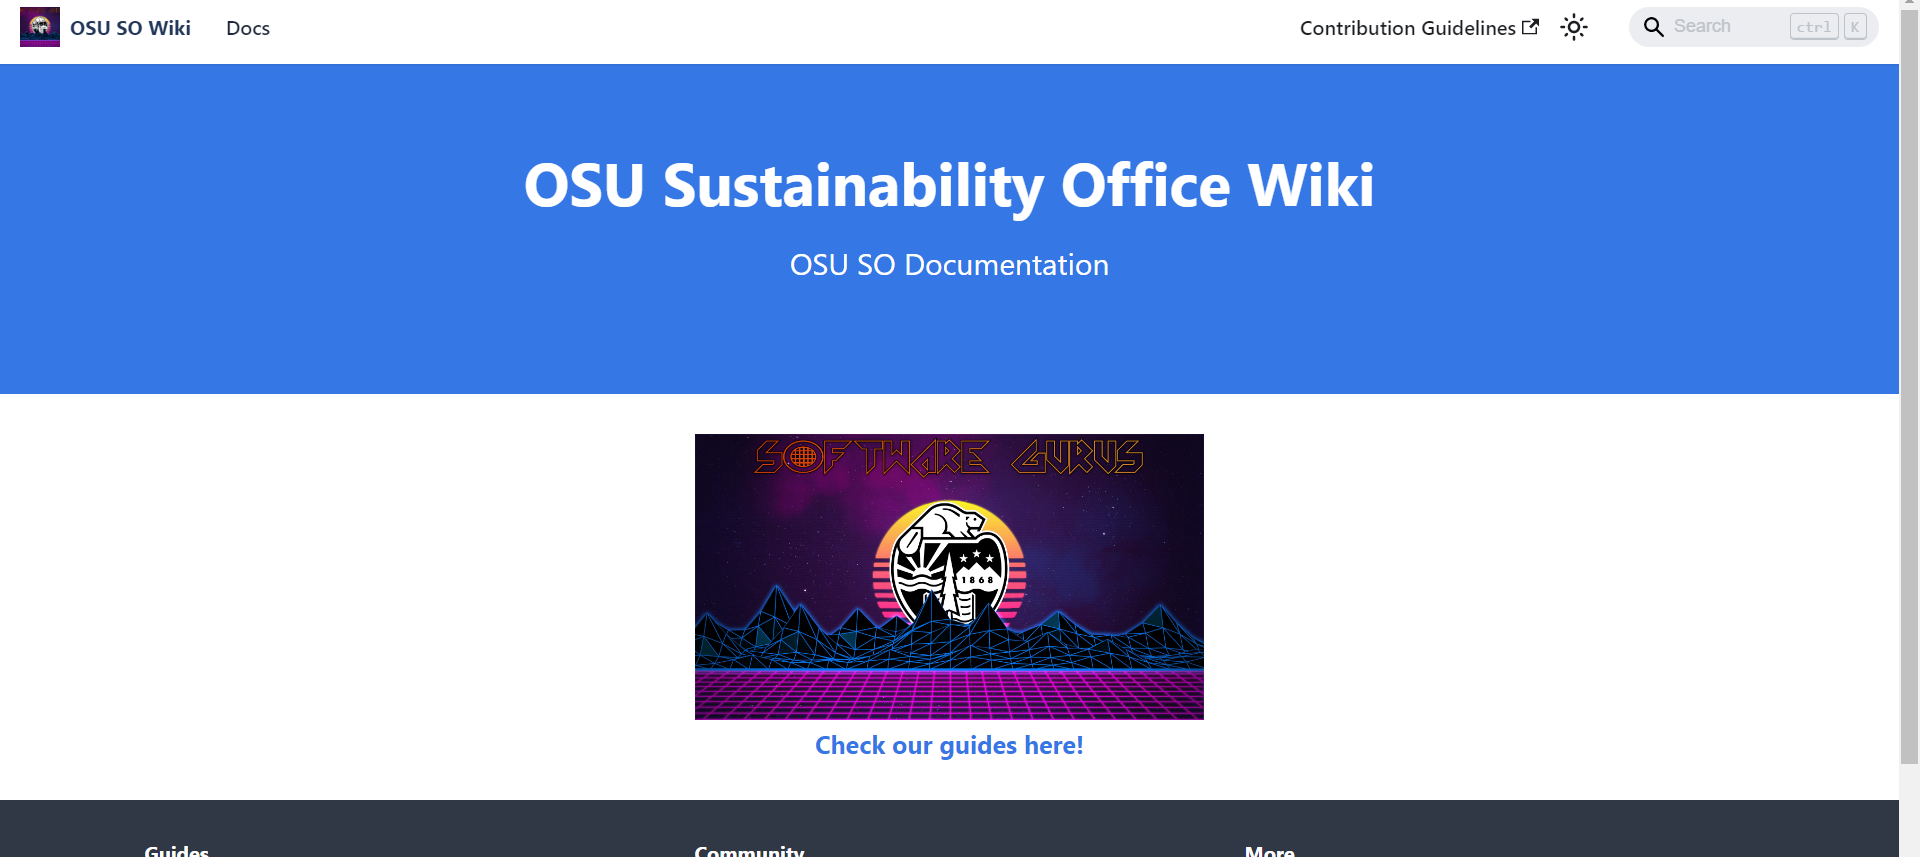 OSU SO Wiki
Docs
Contribution Guidelines
Search
ctrl
K
OSU Sustainability Office Wiki
OSU SO Documentation
SOFTWARE GURUS
1868
Check our guides here!
Guides
Community
More